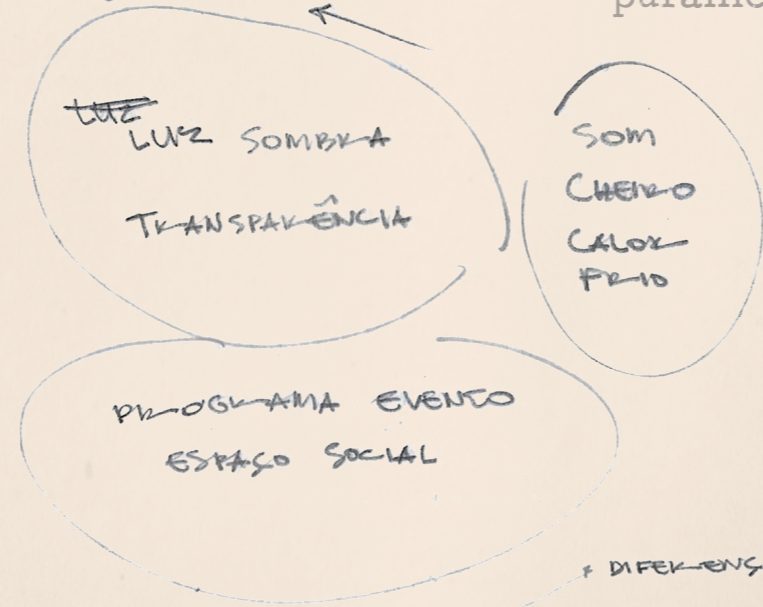 LUZ
LUZ SOMBRA
TRANSPARÊNCIA
SOM
CHEIRO
CALOR
FRIO
PROGRAMA EVENTO
ESPAÇO SOCIAL